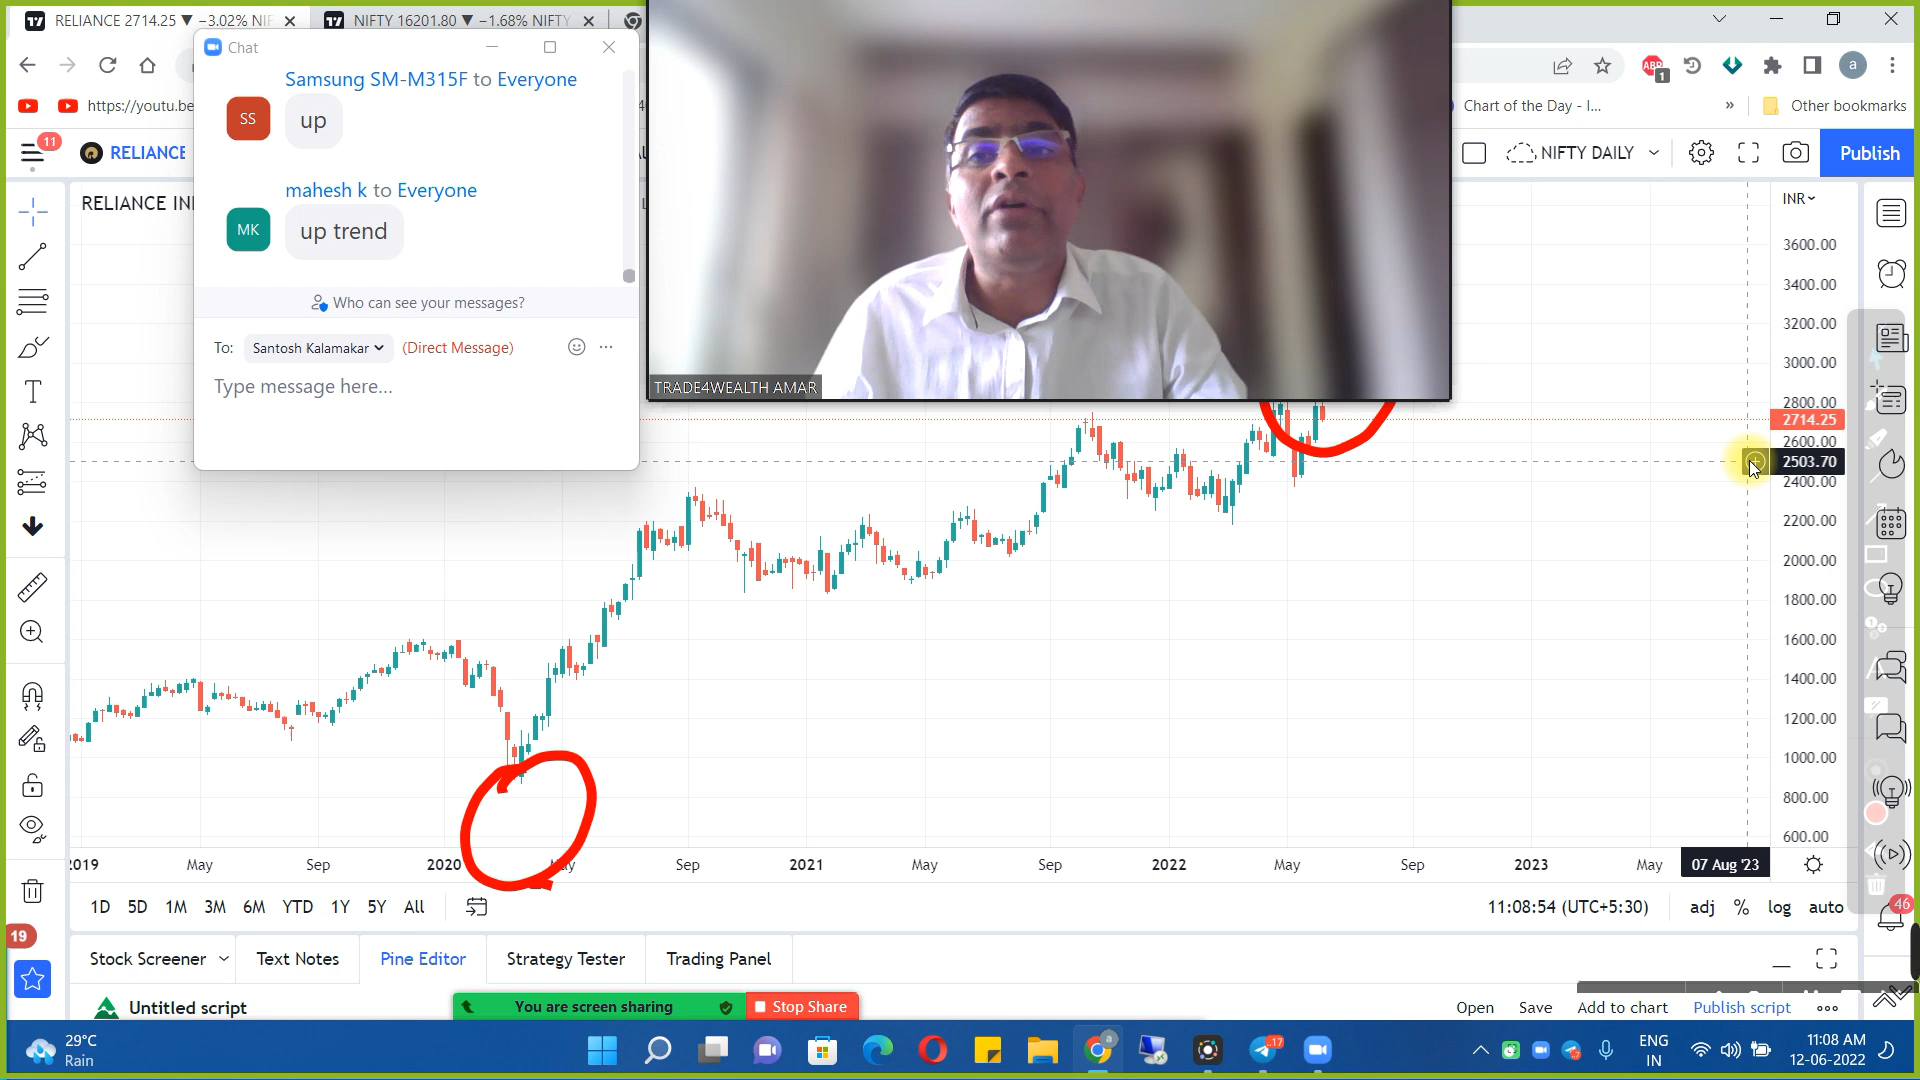 RELIANCE 2714.25 ▼ −3.02% NIF
NIFTY 16201.80 ▼ −1.68% NIFTY
Chat
Samsung SM-M315F to Everyone
SS
up
mahesh k to Everyone
MK
up trend
Who can see your messages?
To: Santosh Kalamakar (Direct Message)
Type message here...
TRADE4WEALTH AMAR
https://youtu.be
ABP
1
a
Chart of the Day - I...
»
Other bookmarks
11
RELIANCE
NIFTY DAILY
Publish
RELIANCE IN
INR
3600.00
3400.00
3200.00
3000.00
2800.00
2714.25
2600.00
2503.70
2400.00
2200.00
2000.00
1800.00
1600.00
1400.00
1200.00
1000.00
800.00
600.00
2019 May Sep 2020 May Sep 2021 May Sep 2022 May Sep 2023 May 07 Aug '23
1D 5D 1M 3M 6M YTD 1Y 5Y All
11:08:54 (UTC+5:30) adj % log auto
46
19
Stock Screener Text Notes Pine Editor Strategy Tester Trading Panel
Untitled script
You are screen sharing Stop Share
Open Save Add to chart Publish script
29°C
Rain
17
ENG
IN
11:08 AM
12-06-2022